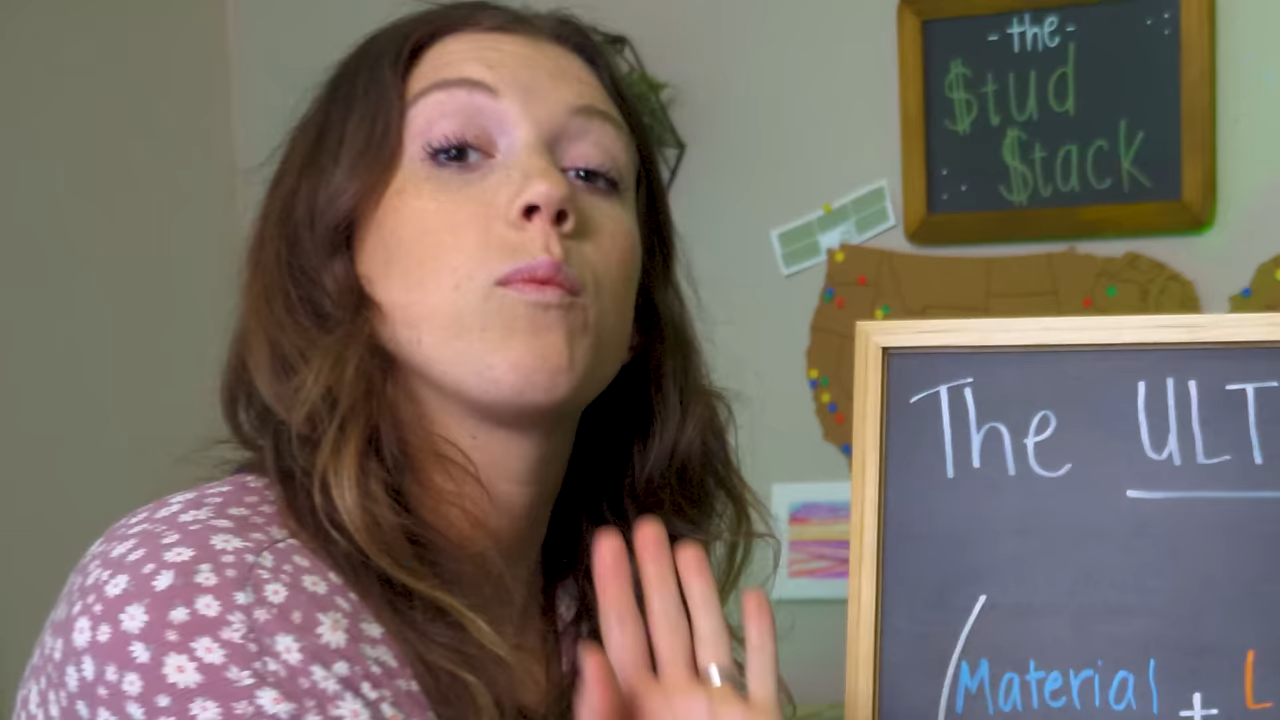 -the-
$tud
$tack
The ULT
(Material + L